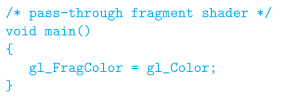 /* pass-through fragment shader */
void main()
{
gl_FragColor = gl_Color;
}